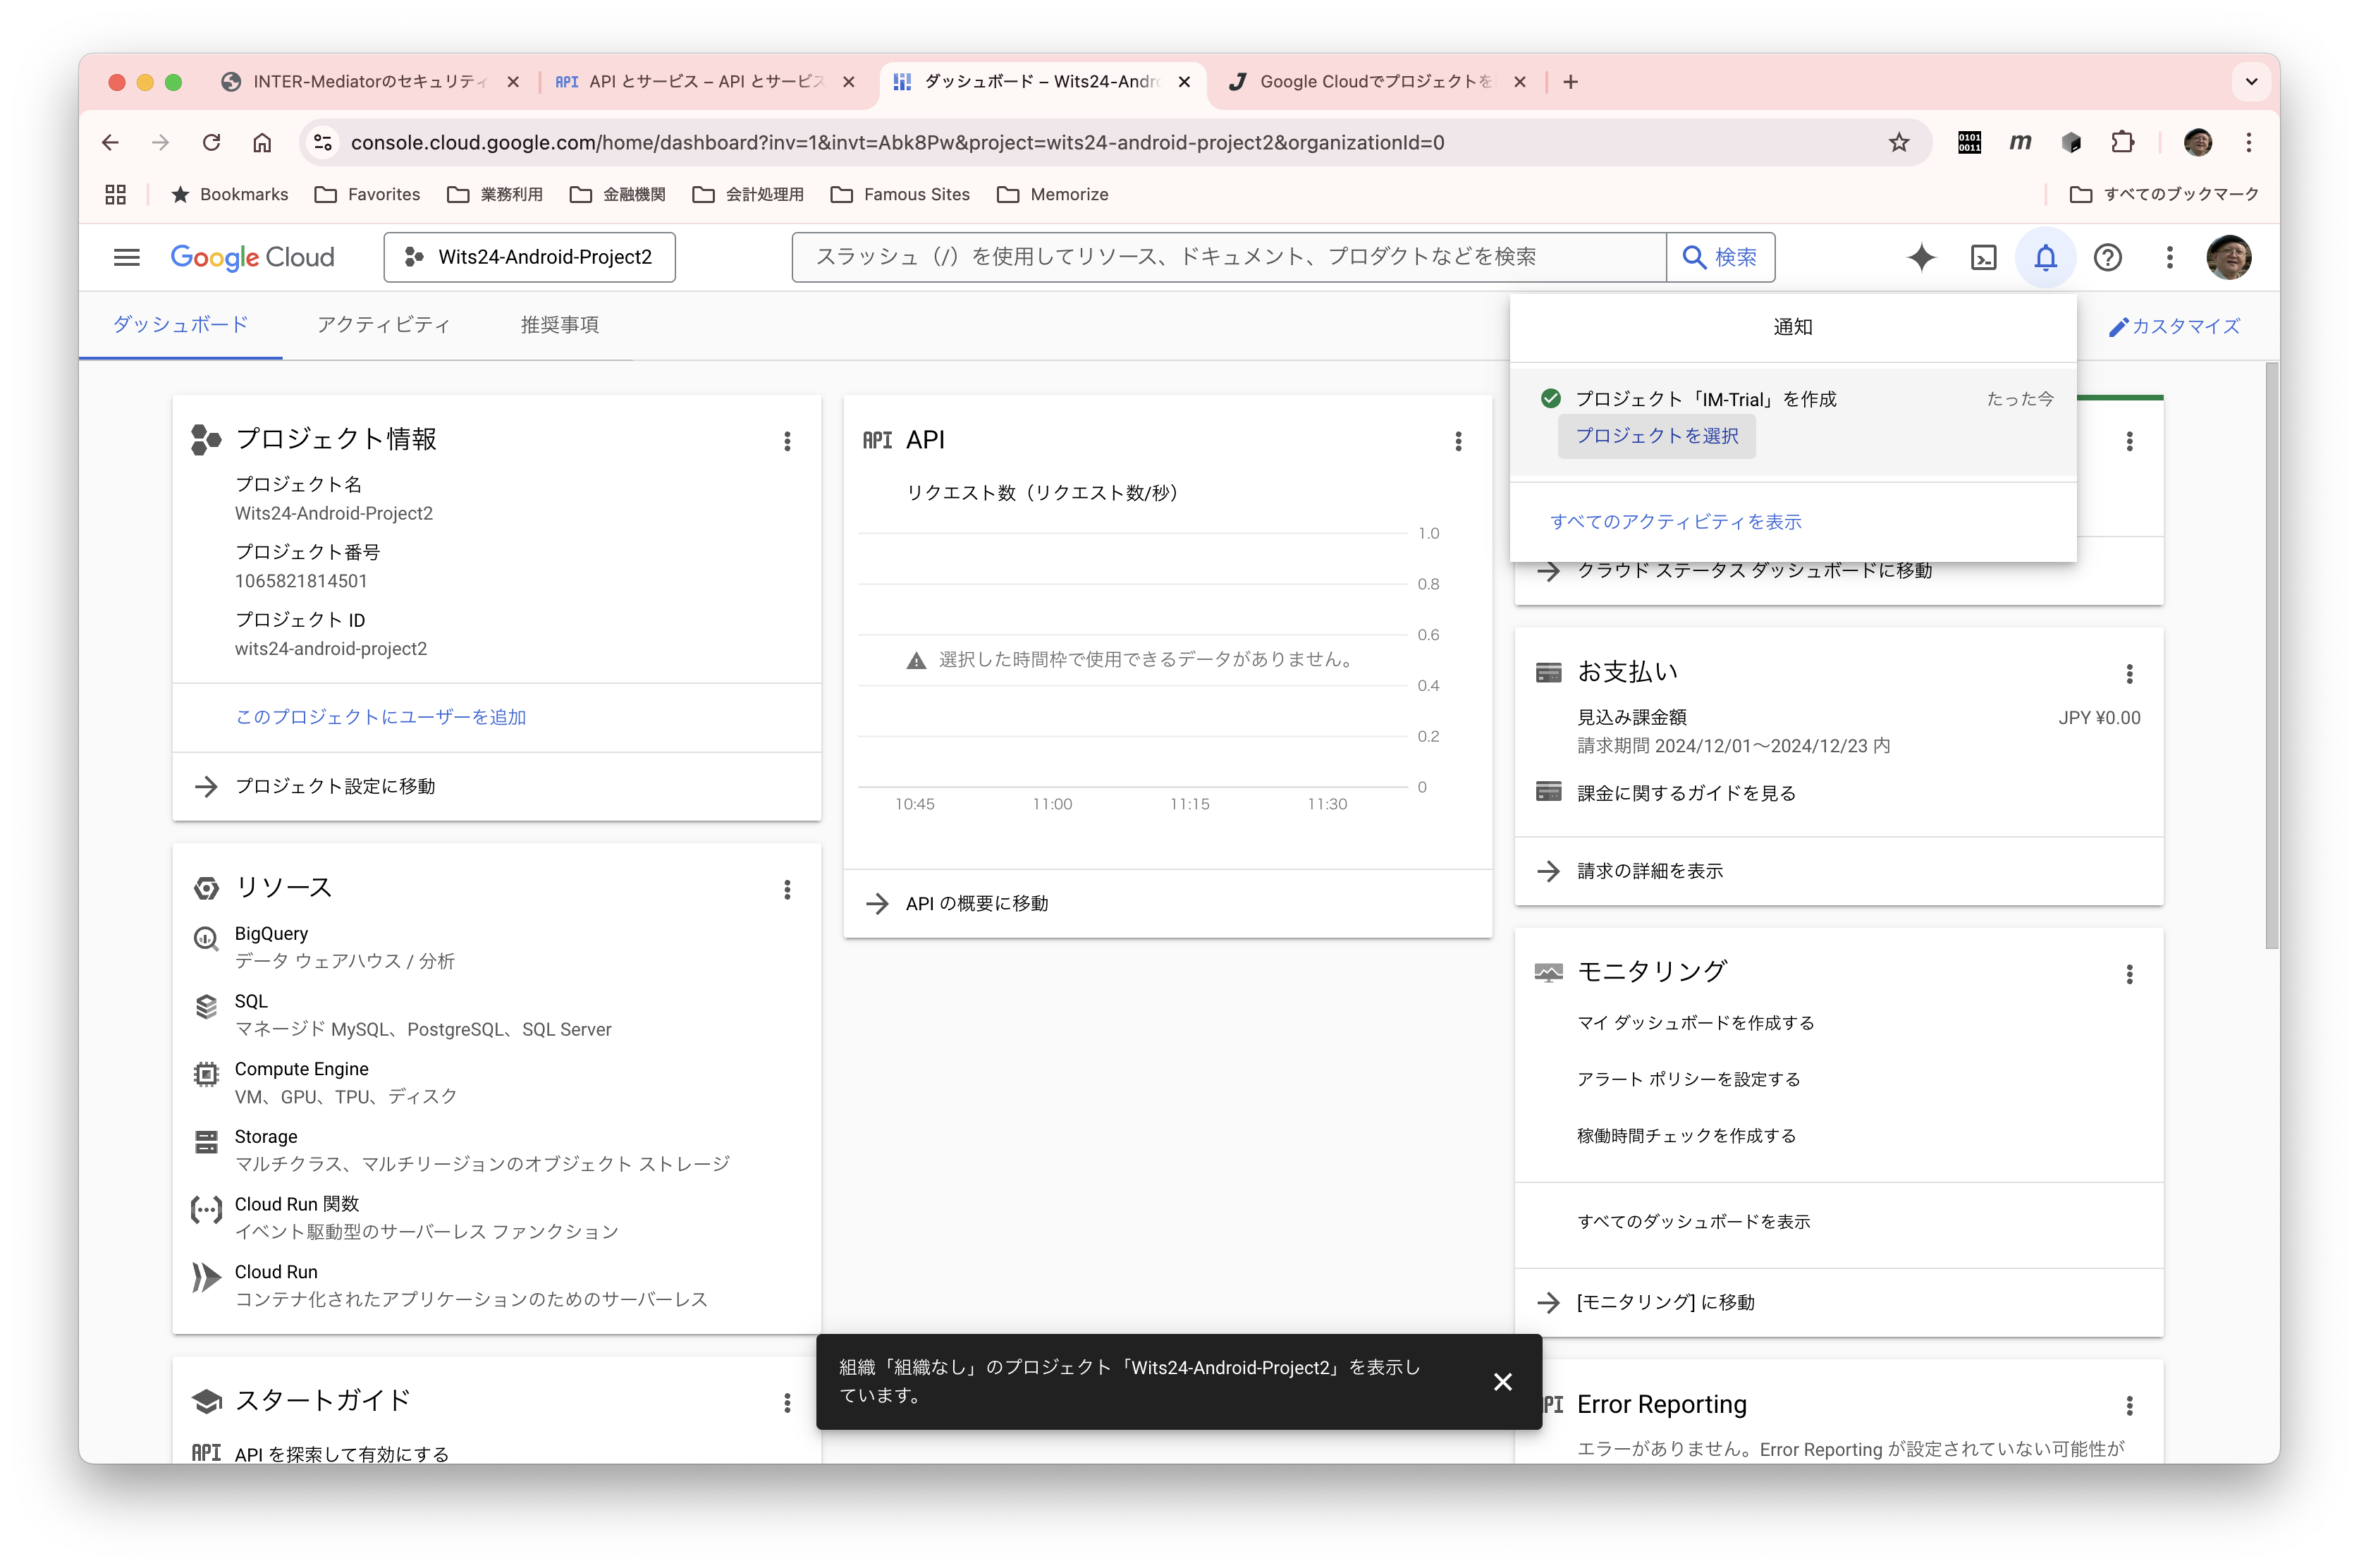 INTER-Mediatorのセキュリティ
API API とサービス – API とサービス
ダッシュボード – Wits24-Andro
Google Cloudでプロジェクトを
console.cloud.google.com/home/dashboard?inv=1&invt=Abk8Pw&project=wits24-android-project2&organizationId=0
Bookmarks
Favorites
業務利用
金融機関
会計処理用
Famous Sites
Memorize
すべてのブックマーク
Google Cloud
Wits24-Android-Project2
スラッシュ（/）を使用してリソース、ドキュメント、プロダクトなどを検索
検索
ダッシュボード
アクティビティ
推奨事項
カスタマイズ
通知
プロジェクト「IM-Trial」を作成
たった今
プロジェクトを選択
すべてのアクティビティを表示
クラウド ステータス ダッシュボードに移動
プロジェクト情報
プロジェクト名
Wits24-Android-Project2
プロジェクト番号
1065821814501
プロジェクト ID
wits24-android-project2
このプロジェクトにユーザーを追加
プロジェクト設定に移動
リソース
BigQuery
データ ウェアハウス / 分析
SQL
マネージド MySQL、PostgreSQL、SQL Server
Compute Engine
VM、GPU、TPU、ディスク
Storage
マルチクラス、マルチリージョンのオブジェクト ストレージ
Cloud Run 関数
イベント駆動型のサーバーレス ファンクション
Cloud Run
コンテナ化されたアプリケーションのためのサーバーレス
スタートガイド
API API を探索して有効にする
API API
リクエスト数（リクエスト数/秒）
1.0
0.8
0.6
選択した時間枠で使用できるデータがありません。
0.4
0.2
0
10:45
11:00
11:15
11:30
API の概要に移動
お支払い
見込み課金額
JPY ¥0.00
請求期間 2024/12/01～2024/12/23 内
課金に関するガイドを見る
請求の詳細を表示
モニタリング
マイ ダッシュボードを作成する
アラート ポリシーを設定する
稼働時間チェックを作成する
すべてのダッシュボードを表示
[モニタリング] に移動
組織「組織なし」のプロジェクト「Wits24-Android-Project2」を表示し
ています。
Error Reporting
エラーがありません。Error Reporting が設定されていない可能性が